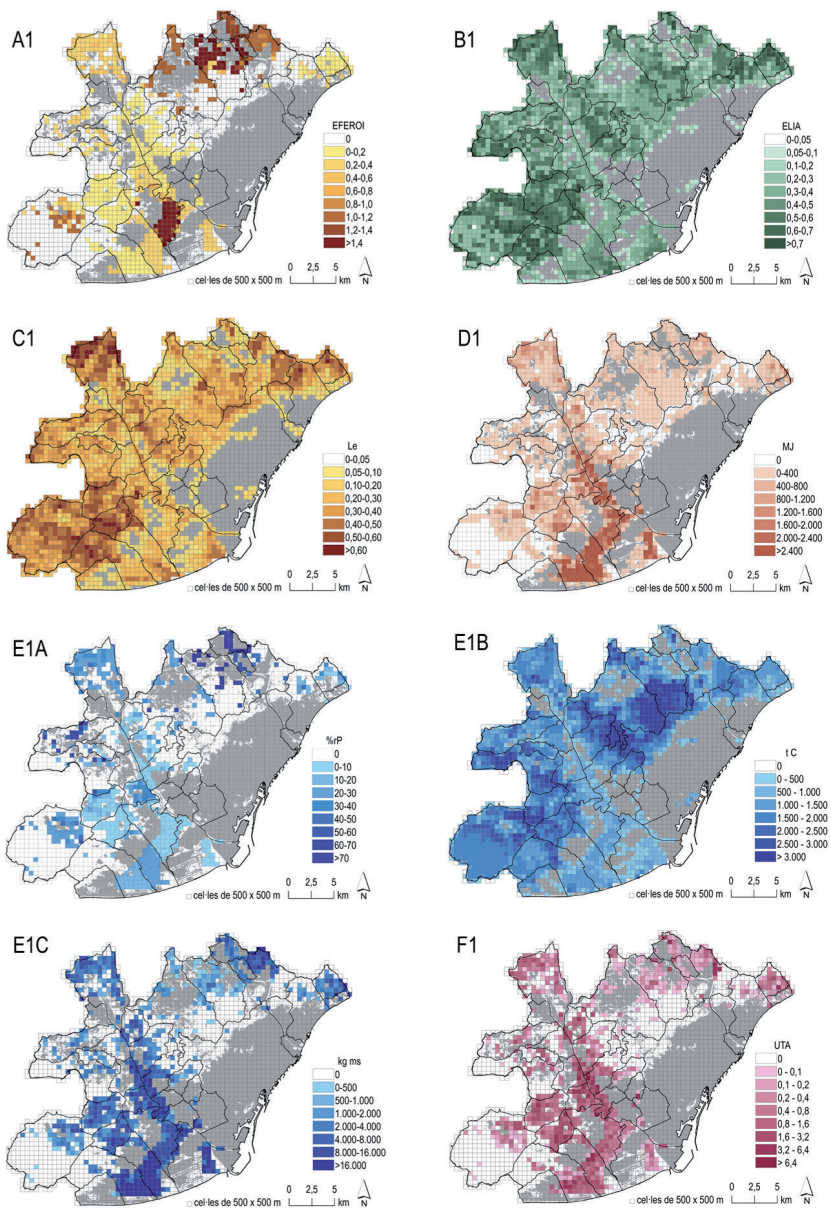 A1
EFEROI
0
0-0,2
0,2-0,4
0,4-0,6
0,6-0,8
0,8-1,0
1,0-1,2
1,2-1,4
>1,4
cel·les de 500 x 500 m
0 2,5 5
km
N
B1
ELIA
0-0,05
0,05-0,1
0,1-0,2
0,2-0,3
0,3-0,4
0,4-0,5
0,5-0,6
0,6-0,7
>0,7
cel·les de 500 x 500 m
0 2,5 5
km
N
C1
Le
0-0,05
0,05-0,10
0,10-0,20
0,20-0,30
0,30-0,40
0,40-0,50
0,50-0,60
>0,60
cel·les de 500 x 500 m
0 2,5 5
km
N
D1
MJ
0
0-400
400-800
800-1.200
1.200-1.600
1.600-2.000
2.000-2.400
>2.400
cel·les de 500 x 500 m
0 2,5 5
km
N
E1A
%rP
0
0-10
10-20
20-30
30-40
40-50
50-60
60-70
>70
cel·les de 500 x 500 m
0 2,5 5
km
N
E1B
t C
0
0 - 500
500 - 1.000
1.000 - 1.500
1.500 - 2.000
2.000 - 2.500
2.500 - 3.000
> 3.000
cel·les de 500 x 500 m
0 2,5 5
km
N
E1C
kg ms
0
0-500
500-1.000
1.000-2.000
2.000-4.000
4.000-8.000
8.000-16.000
>16.000
cel·les de 500 x 500 m
0 2,5 5
km
N
F1
UTA
0
0 - 0,1
0,1 - 0,2
0,2 - 0,4
0,4 - 0,8
0,8 - 1,6
1,6 - 3,2
3,2 - 6,4
> 6,4
cel·les de 500 x 500 m
0 2,5 5
km
N